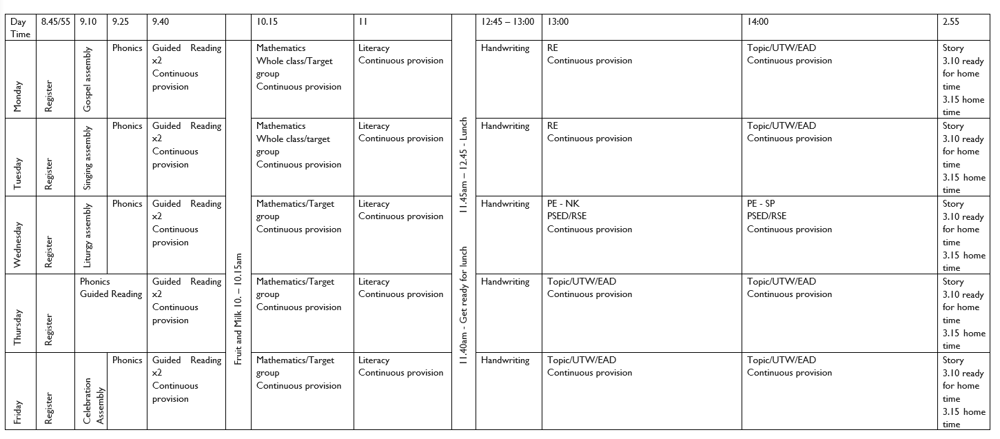 Day Time
8.45/55
9.10
9.25
9.40
10.15
11
12:45 – 13:00
13:00
14:00
2.55
Monday
Register
Gospel assembly
Phonics
Guided Reading
x2
Continuous
provision
Fruit and Milk 10. – 10.15am
Mathematics
Whole class/Target
group
Continuous provision
Literacy
Continuous provision
11.40am - Get ready for lunch 11.45am – 12.45 - Lunch
Handwriting
RE
Continuous provision
Topic/UTW/EAD
Continuous provision
Story
3.10 ready
for home
time
3.15 home
time
Tuesday
Register
Singing assembly
Phonics
Guided Reading
x2
Continuous
provision
Mathematics
Whole class/target
group
Continuous provision
Literacy
Continuous provision
Handwriting
RE
Continuous provision
Topic/UTW/EAD
Continuous provision
Story
3.10 ready
for home
time
3.15 home
time
Wednesday
Register
Liturgy assembly
Phonics
Guided Reading
x2
Continuous
provision
Mathematics/Target
group
Continuous provision
Literacy
Continuous provision
Handwriting
PE - NK
PSED/RSE
Continuous provision
PE - SP
PSED/RSE
Continuous provision
Story
3.10 ready
for home
time
3.15 home
time
Thursday
Register
Phonics
Guided Reading
Guided Reading
x2
Continuous
provision
Mathematics/Target
group
Continuous provision
Literacy
Continuous provision
Handwriting
Topic/UTW/EAD
Continuous provision
Topic/UTW/EAD
Continuous provision
Story
3.10 ready
for home
time
3.15 home
time
Friday
Register
Celebration
Assembly
Phonics
Guided Reading
x2
Continuous
provision
Mathematics/Target
group
Continuous provision
Literacy
Continuous provision
Handwriting
Topic/UTW/EAD
Continuous provision
Topic/UTW/EAD
Continuous provision
Story
3.10 ready
for home
time
3.15 home
time